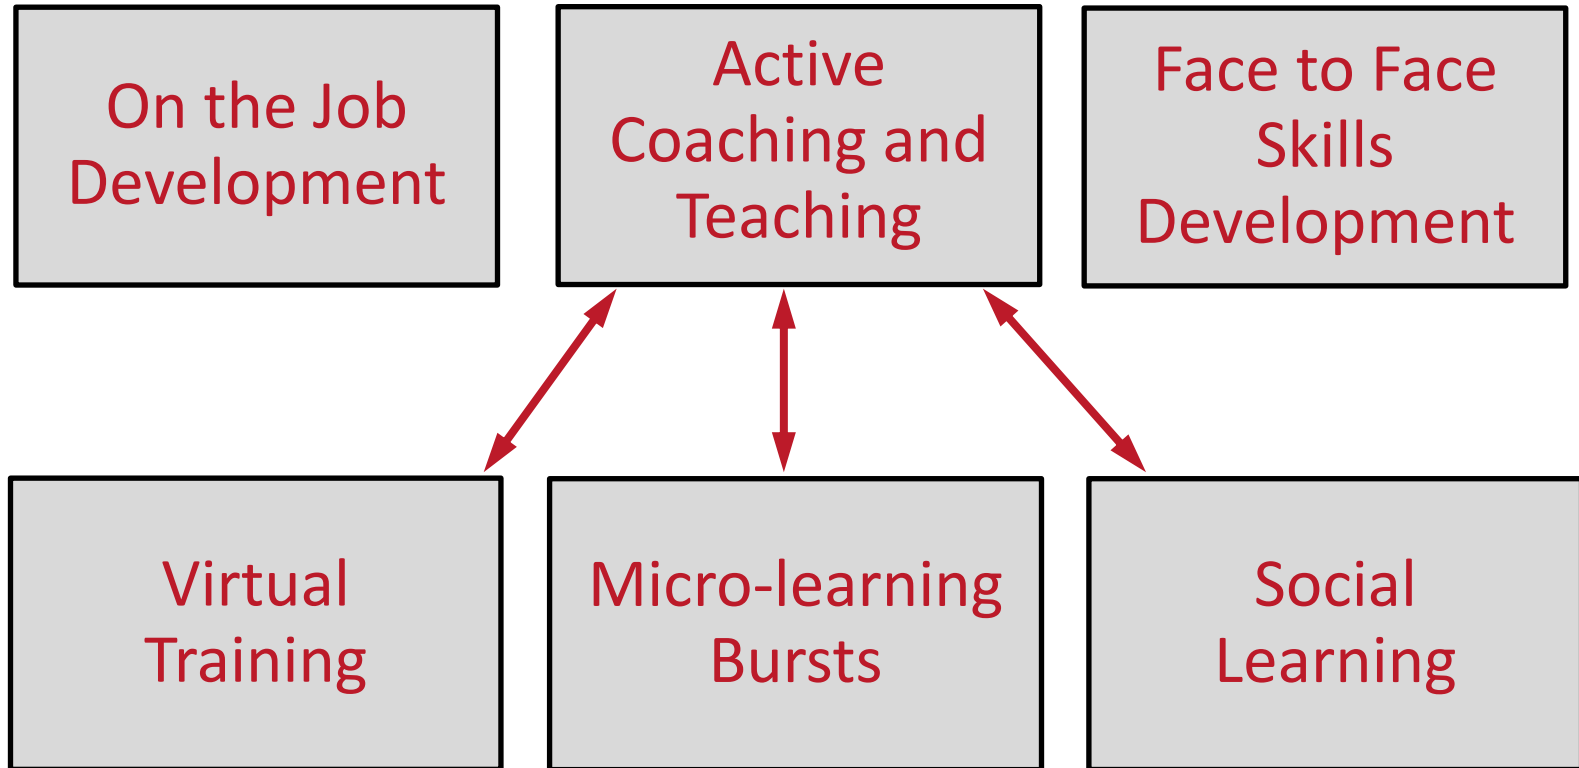 On the Job
Development
Active
Coaching and
Teaching
Face to Face
Skills
Development
Virtual
Training
Micro-learning
Bursts
Social
Learning